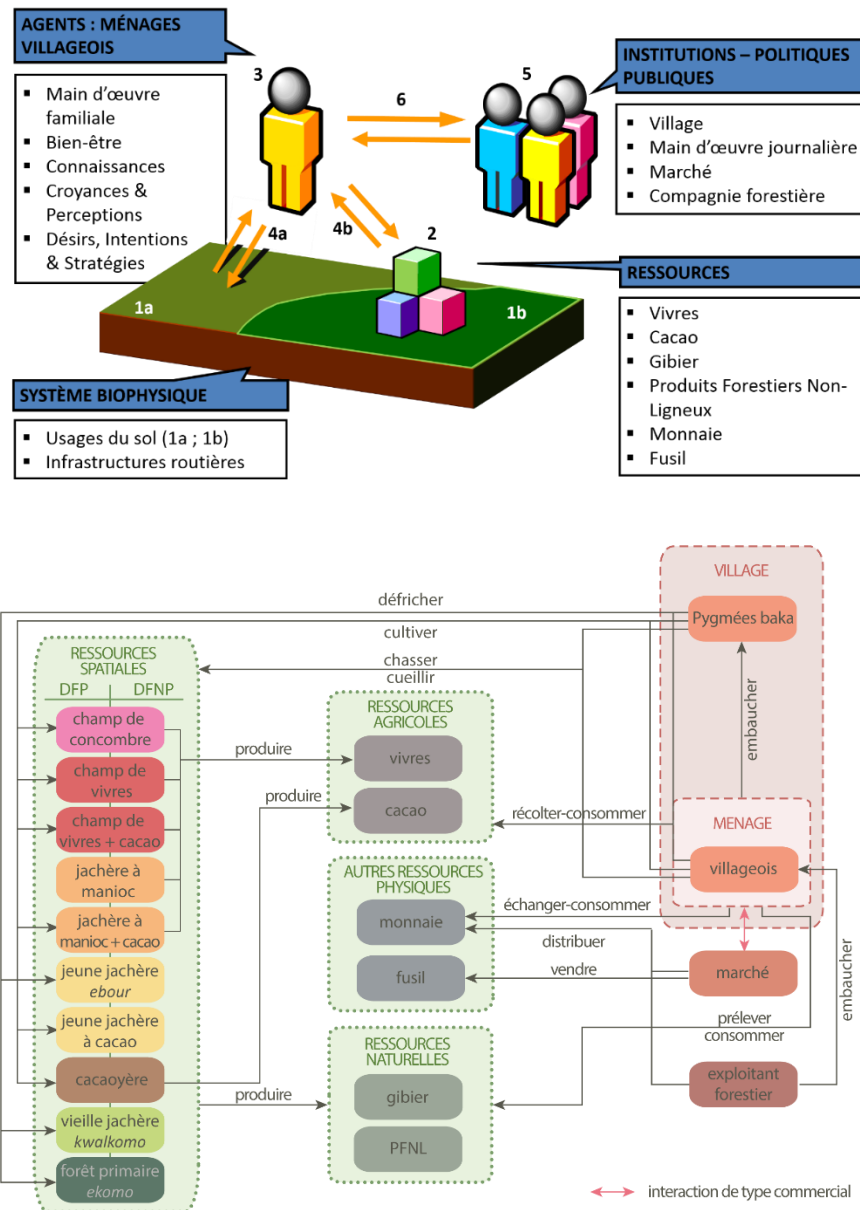 AGENTS : MÉNAGES
VILLAGEOIS
▪ Main d'œuvre
familiale
▪ Bien-être
▪ Connaissances
▪ Croyances &
Perceptions
▪ Désirs, Intentions
& Stratégies
3
6
5
INSTITUTIONS – POLITIQUES
PUBLIQUES
▪ Village
▪ Main d'œuvre journalière
▪ Marché
▪ Compagnie forestière
4a
4b
2
1a
1b
RESSOURCES
▪ Vivres
▪ Cacao
▪ Gibier
▪ Produits Forestiers Non-
Ligneux
▪ Monnaie
▪ Fusil
SYSTÈME BIOPHYSIQUE
▪ Usages du sol (1a ; 1b)
▪ Infrastructures routières
VILLAGE
Pygmées baka
défricher
cultiver
chasser
cueillir
embaucher
RESSOURCES
SPATIALES
DFP
DFNP
champ de
concombre
champ de
vivres
champ de
vivres + cacao
jachère à
manioc
jachère à
manioc + cacao
jeune jachère
ebour
jeune jachère
à cacao
cacaoyère
vieille jachère
kwalkomo
forêt primaire
ekomo
produire
produire
produire
RESSOURCES
AGRICOLES
vivres
cacao
récolter-consommer
MENAGE
villageois
AUTRES RESSOURCES
PHYSIQUES
monnaie
fusil
échanger-consommer
distribuer
vendre
marché
embaucher
prélever
consommer
RESSOURCES
NATURELLES
gibier
PFNL
exploitant
forestier
interaction de type commercial